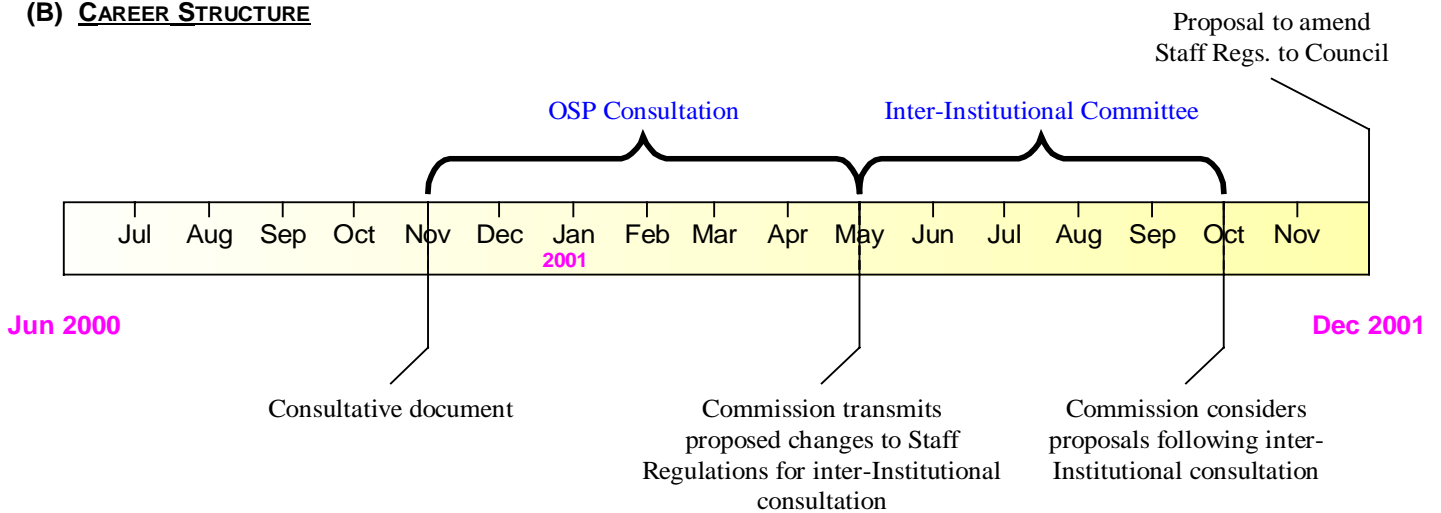 (B) CAREER STRUCTURE
Proposal to amend
Staff Regs. to Council
OSP Consultation
Inter-Institutional Committee
Jul Aug Sep Oct Nov Dec Jan Feb Mar Apr May Jun Jul Aug Sep Oct Nov
2001
Jun 2000
Dec 2001
Consultative document
Commission transmits
proposed changes to Staff
Regulations for inter-Institutional
consultation
Commission considers
proposals following inter-
Institutional consultation